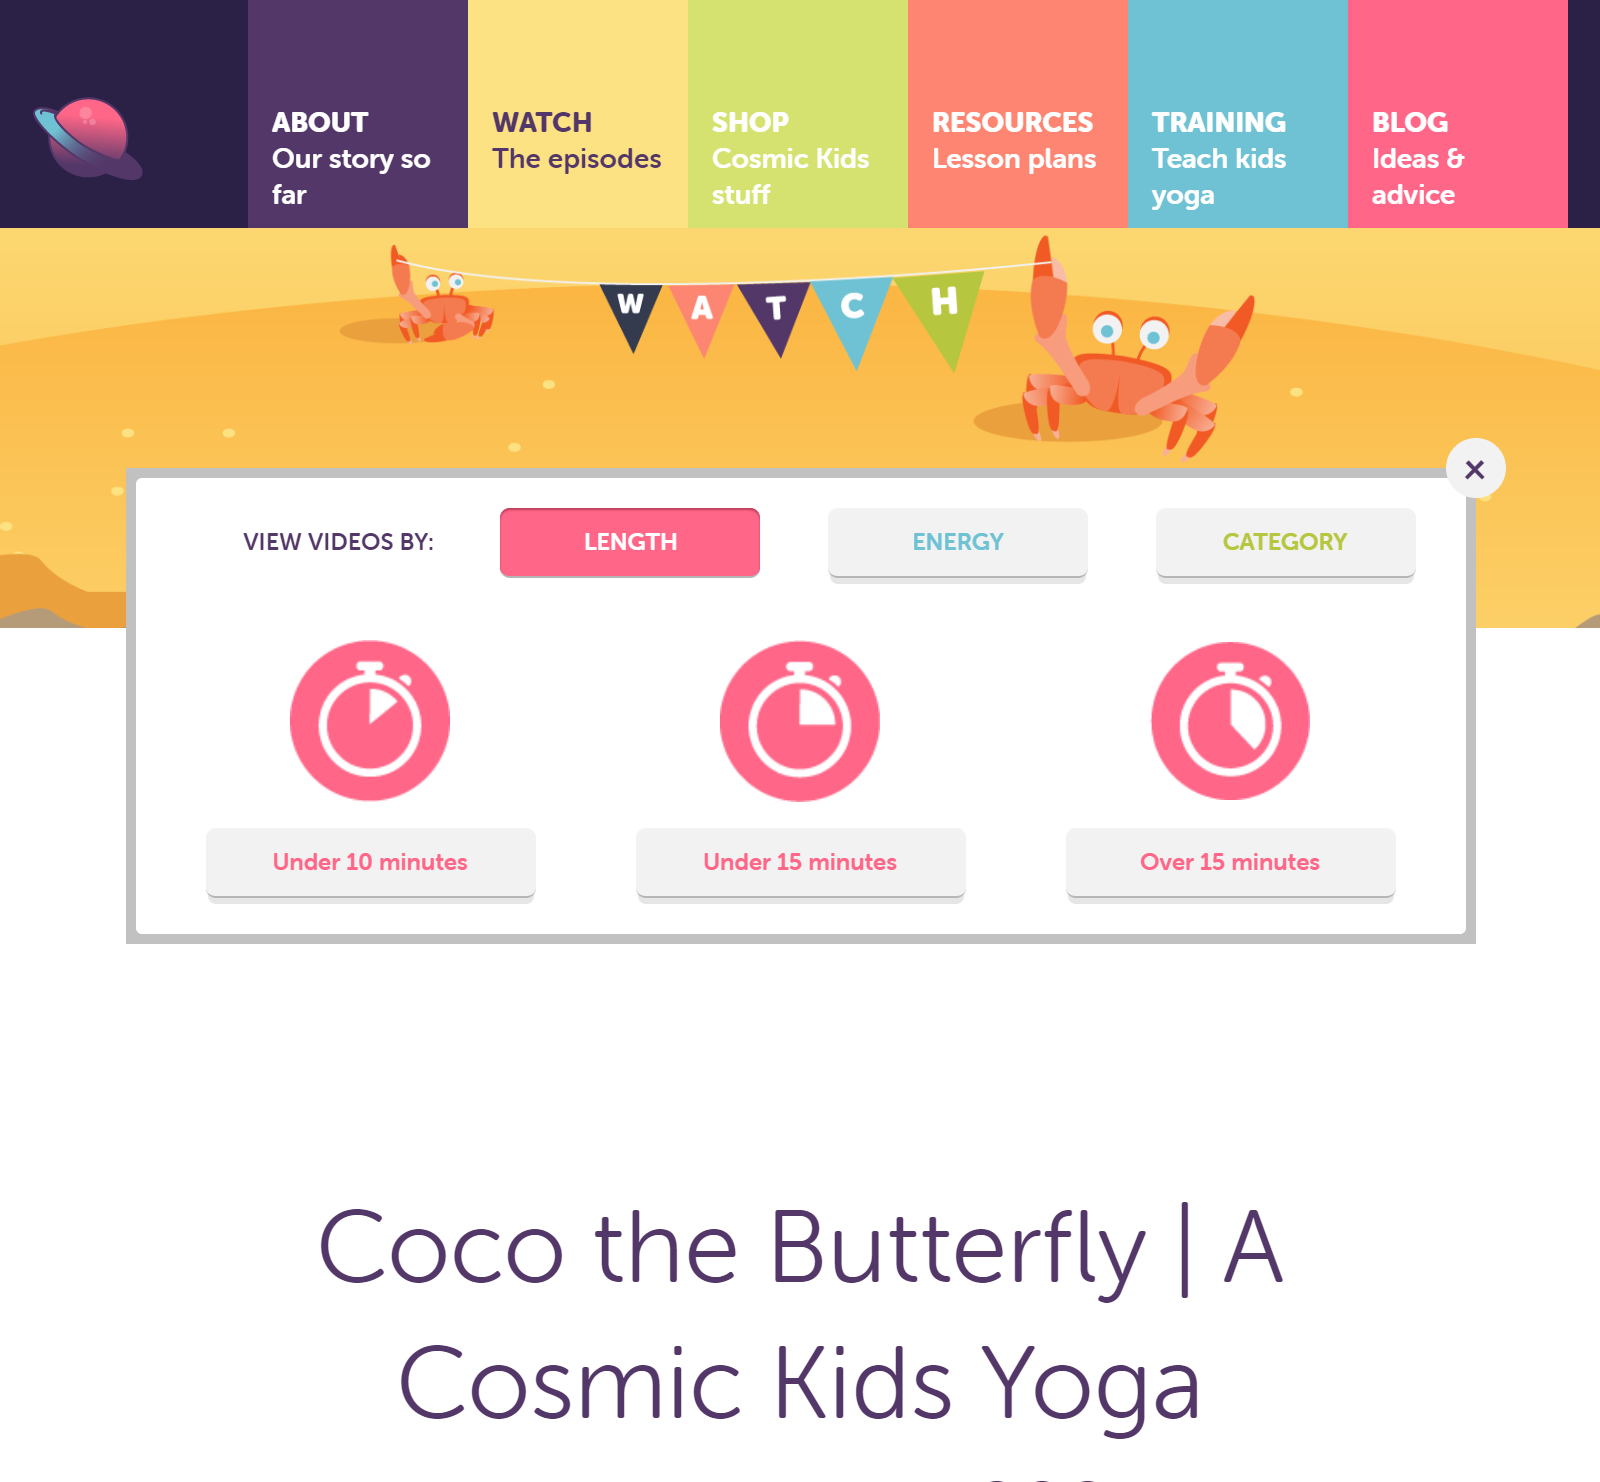 ABOUT
Our story so
far
WATCH
The episodes
SHOP
Cosmic Kids
stuff
RESOURCES
Lesson plans
TRAINING
Teach kids
yoga
BLOG
Ideas &
advice
WATCH
×
VIEW VIDEOS BY:
LENGTH
ENERGY
CATEGORY
Under 10 minutes
Under 15 minutes
Over 15 minutes
Coco the Butterfly | A
Cosmic Kids Yoga